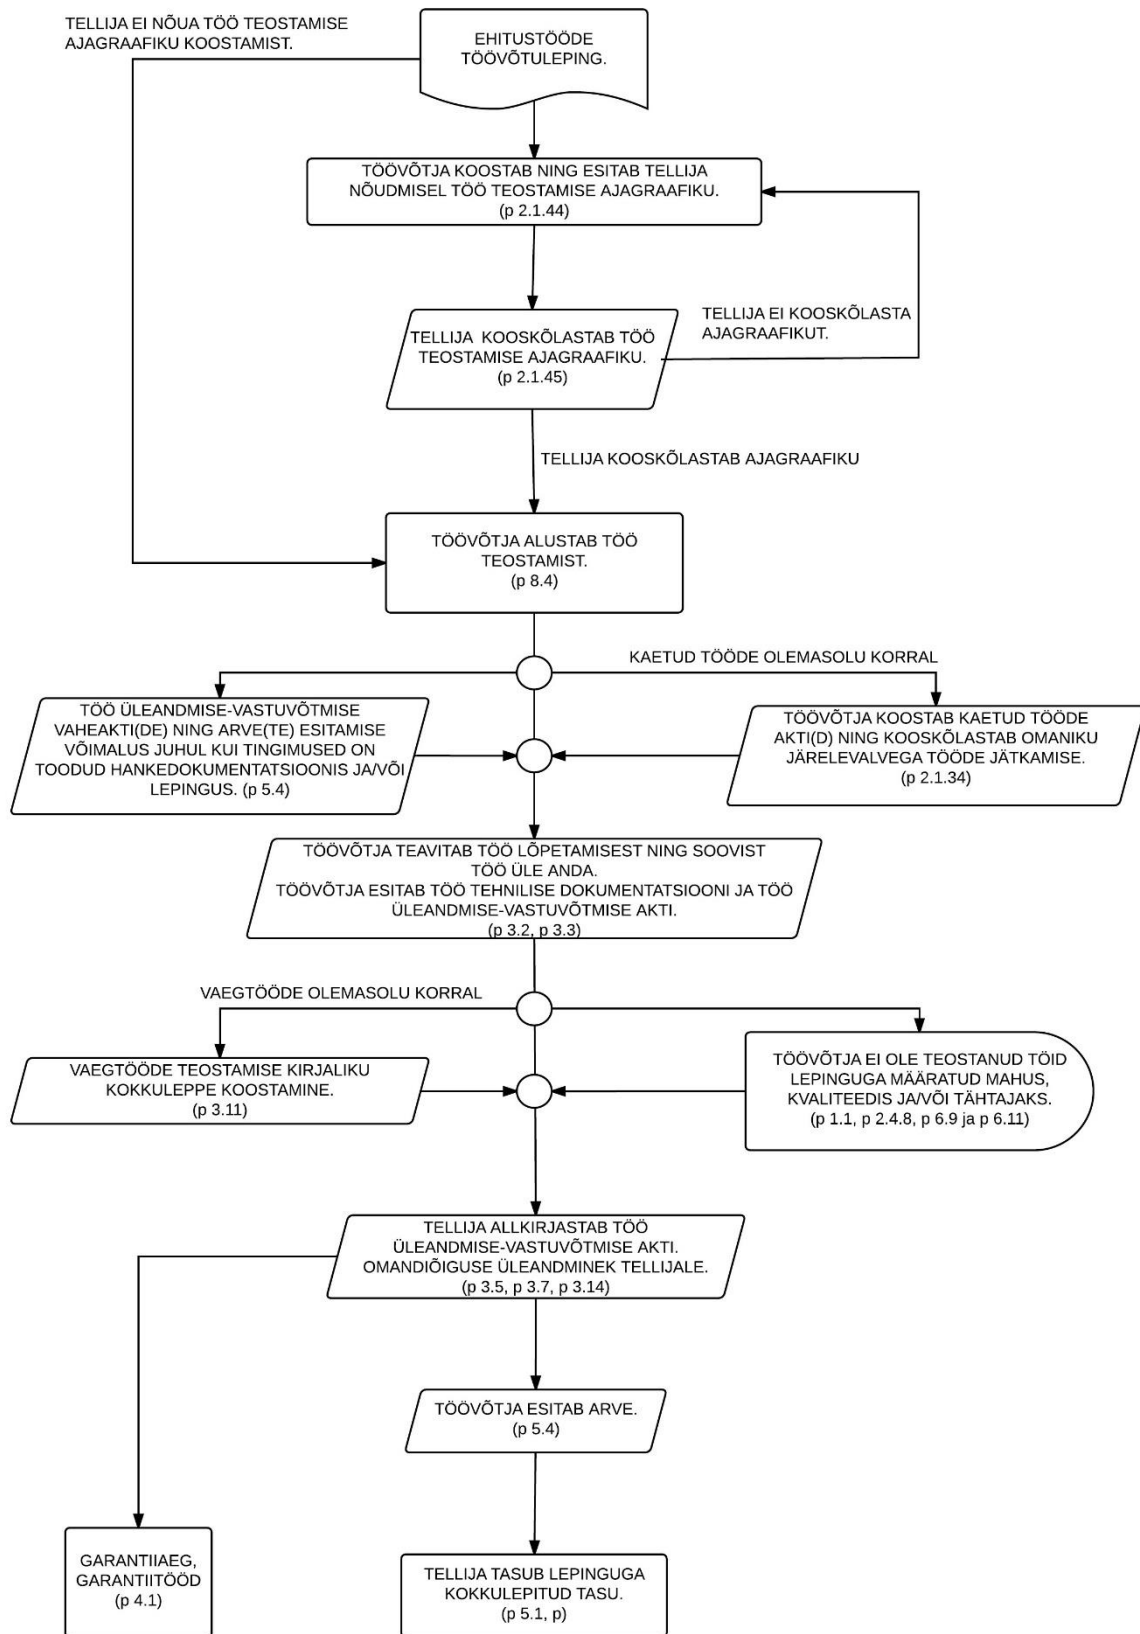 TELLIJA EI NÕUA TÖÖ TEOSTAMISE
AJAGRAAFIKU KOOSTAMIST.
EHITUSTÖÖDE
TÖÖVÕTULEPING.
TÖÖVÕTJA KOOSTAB NING ESITAB TELLIJA
NÕUDMISEL TÖÖ TEOSTAMISE AJAGRAAFIKU.
(p 2.1.44)
TELLIJA KOOSKÕLASTAB TÖÖ
TEOSTAMISE AJAGRAAFIKU.
(p 2.1.45)
TELLIJA EI KOOSKÕLASTA
AJAGRAAFIKUT.
TELLIJA KOOSKÕLASTAB AJAGRAAFIKU
TÖÖVÕTJA ALUSTAB TÖÖ
TEOSTAMIST.
(p 8.4)
KAETUD TÖÖDE OLEMASOLU KORRAL
TÖÖ ÜLEANDMISE-VASTUVÕTMISE
VAHEAKTI(DE) NING ARVE(TE) ESITAMISE
VÕIMALUS JUHUL KUI TINGIMUSED ON
TOODUD HANKEDOKUMENTATSIOONIS JA/VÕI
LEPINGUS. (p 5.4)
TÖÖVÕTJA KOOSTAB KAETUD TÖÖDE
AKTI(D) NING KOOSKÕLASTAB OMANIKU
JÄRELEVALVEGA TÖÖDE JÄTKAMISE.
(p 2.1.34)
TÖÖVÕTJA TEAVITAB TÖÖ LÕPETAMISEST NING SOOVIST
TÖÖ ÜLE ANDA.
TÖÖVÕTJA ESITAB TÖÖ TEHNILISE DOKUMENTATSIOONI JA TÖÖ
ÜLEANDMISE-VASTUVÕTMISE AKTI.
(p 3.2, p 3.3)
VAEGTÖÖDE OLEMASOLU KORRAL
VAEGTÖÖDE TEOSTAMISE KIRJALIKU
KOKKULEPPE KOOSTAMINE.
(p 3.11)
TÖÖVÕTJA EI OLE TEOSTANUD TÖID
LEPINGUGA MÄÄRATUD MAHUS,
KVALITEEDIS JA/VÕI TÄHTAJAKS.
(p 1.1, p 2.4.8, p 6.9 ja p 6.11)
TELLIJA ALLKIRJASTAB TÖÖ
ÜLEANDMISE-VASTUVÕTMISE AKTI.
OMANDIÕIGUSE ÜLEANDMINEK TELLIJALE.
(p 3.5, p 3.7, p 3.14)
TÖÖVÕTJA ESITAB ARVE.
(p 5.4)
GARANTIIAEG,
GARANTIITÖÖD
(p 4.1)
TELLIJA TASUB LEPINGUGA
KOKKULEPITUD TASU.
(p 5.1, p)